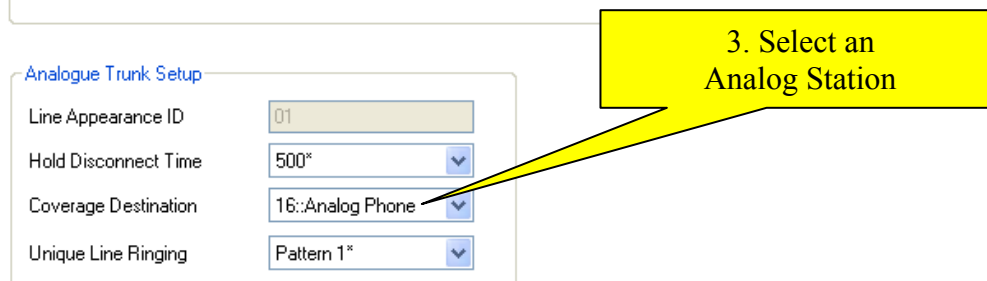 3. Select an
Analog Station
Analogue Trunk Setup
Line Appearance ID 01
Hold Disconnect Time 500*
Coverage Destination 16::Analog Phone
Unique Line Ringing Pattern 1*